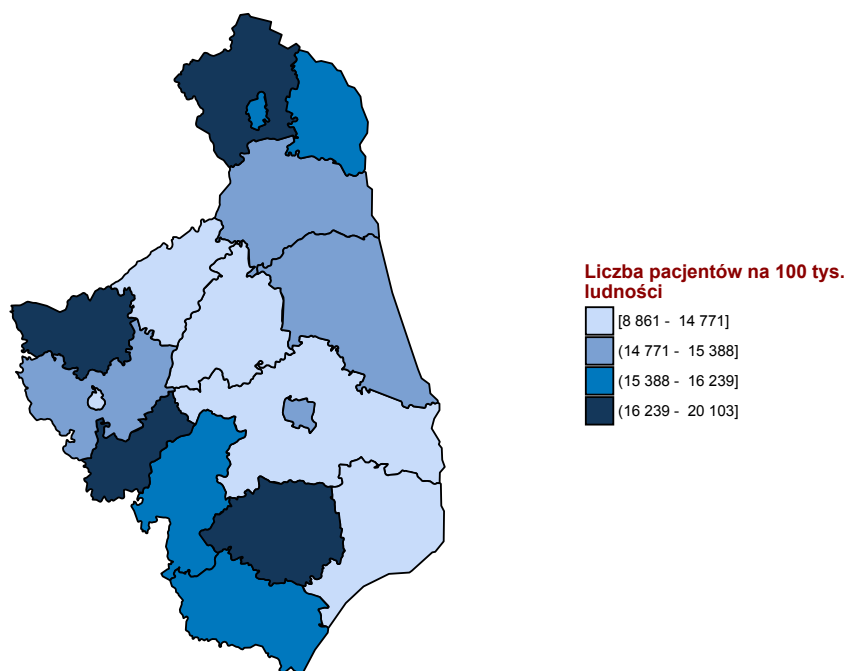 Liczba pacjentów na 100 tys.
ludności
[8 861 - 14 771]
(14 771 - 15 388]
(15 388 - 16 239]
(16 239 - 20 103]